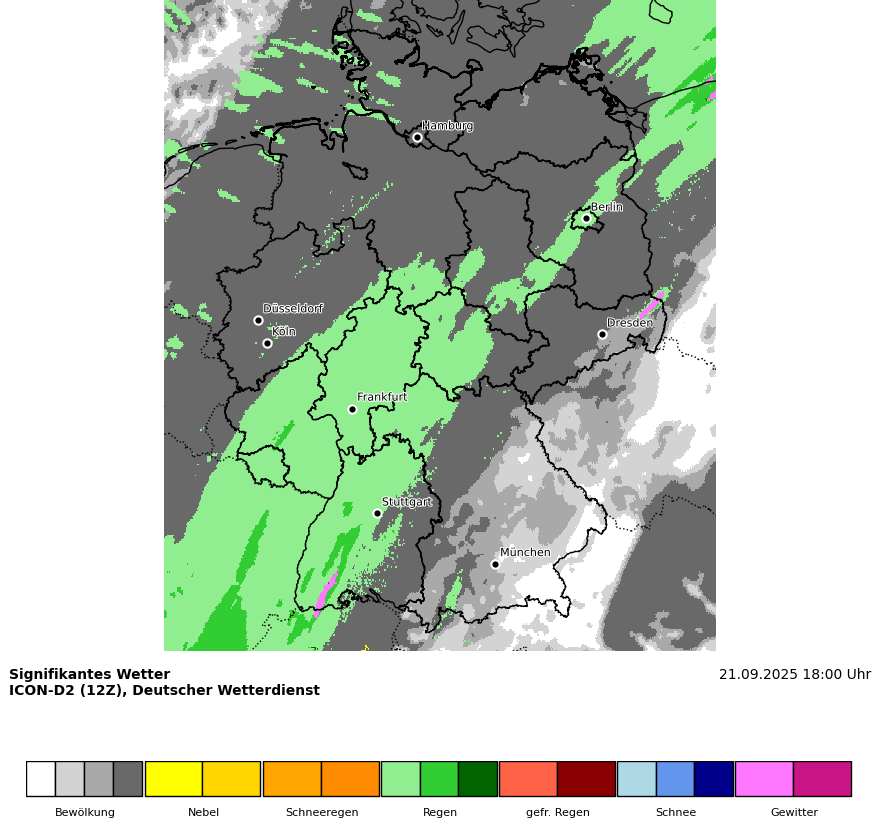 Hamburg
Berlin
Düsseldorf
Köln
Dresden
Frankfurt
Stuttgart
München
Signifikantes Wetter
21.09.2025 18:00 Uhr
ICON-D2 (12Z), Deutscher Wetterdienst
Bewölkung
Nebel
Schneeregen
Regen
gefr. Regen
Schnee
Gewitter